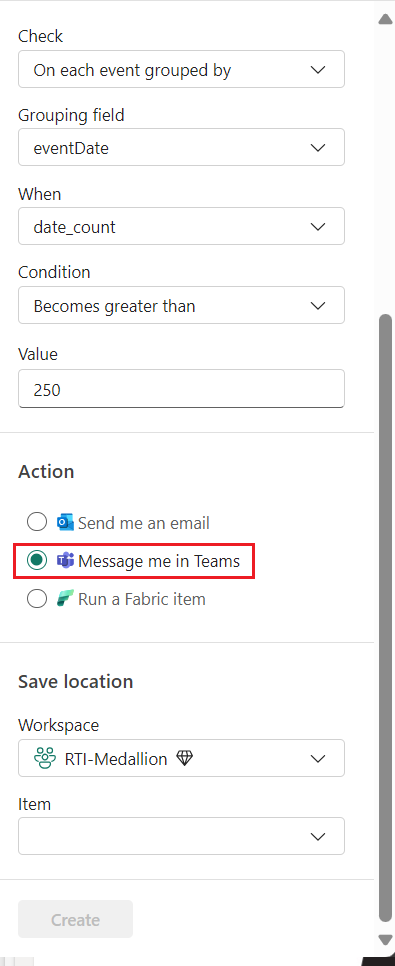 Check
On each event grouped by
Grouping field
eventDate
When
date_count
Condition
Becomes greater than
Value
250
Action
Send me an email
Message me in Teams
Run a Fabric item
Save location
Workspace
RTI-Medallion
Item
Create